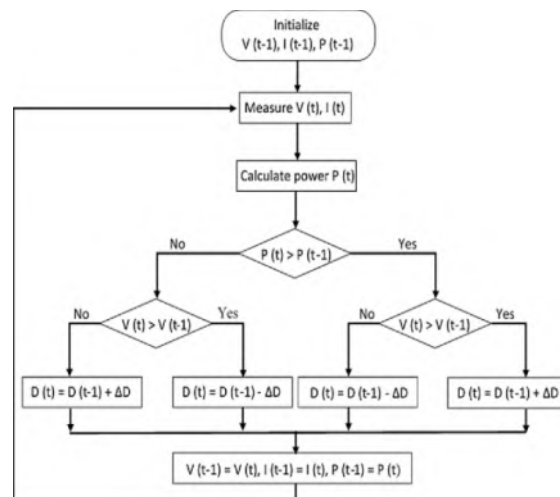 Initialize
V (t-1), I (t-1), P (t-1)
Measure V (t), I (t)
Calculate power P (t)
No
P (t) > P (t-1)
Yes
No
V (t) > V (t-1)
Yes
No
V (t) > V (t-1)
Yes
D (t) = D (t-1) + ΔD
D (t) = D (t-1) - ΔD
D (t) = D (t-1) - ΔD
D (t) = D (t-1) + ΔD
V (t-1) = V (t), I (t-1) = I (t), P (t-1) = P (t)